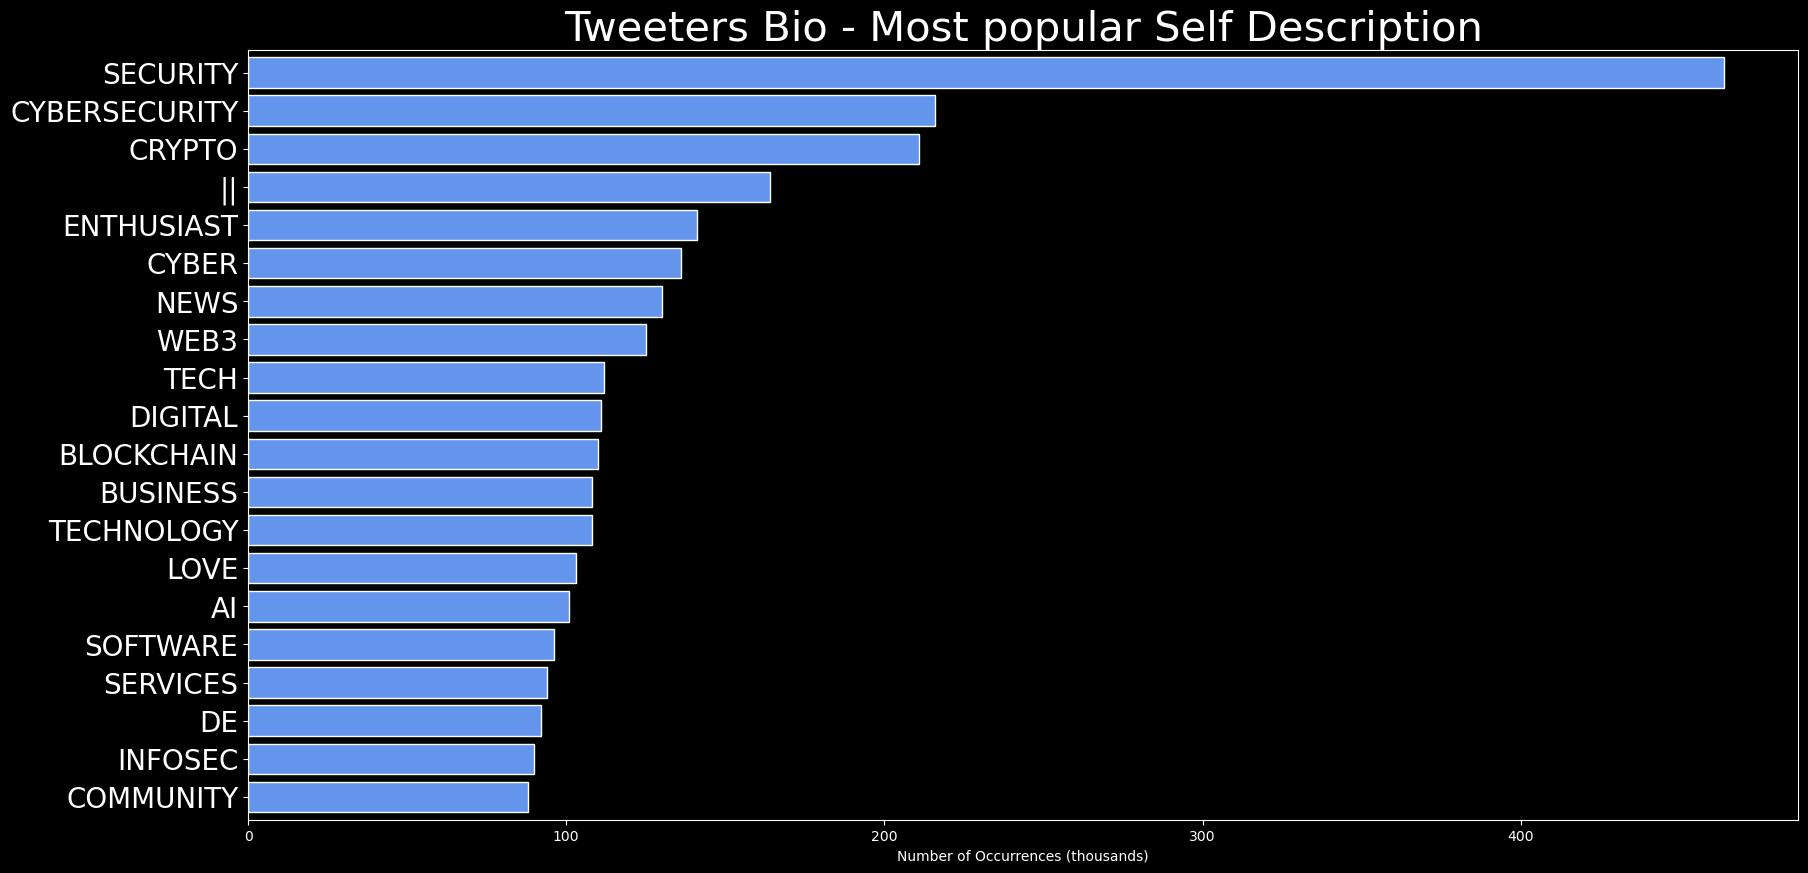 Tweeters Bio - Most popular Self Description
SECURITY
CYBERSECURITY
CRYPTO
||
ENTHUSIAST
CYBER
NEWS
WEB3
TECH
DIGITAL
BLOCKCHAIN
BUSINESS
TECHNOLOGY
LOVE
AI
SOFTWARE
SERVICES
DE
INFOSEC
COMMUNITY
0 100 200 300 400
Number of Occurrences (thousands)